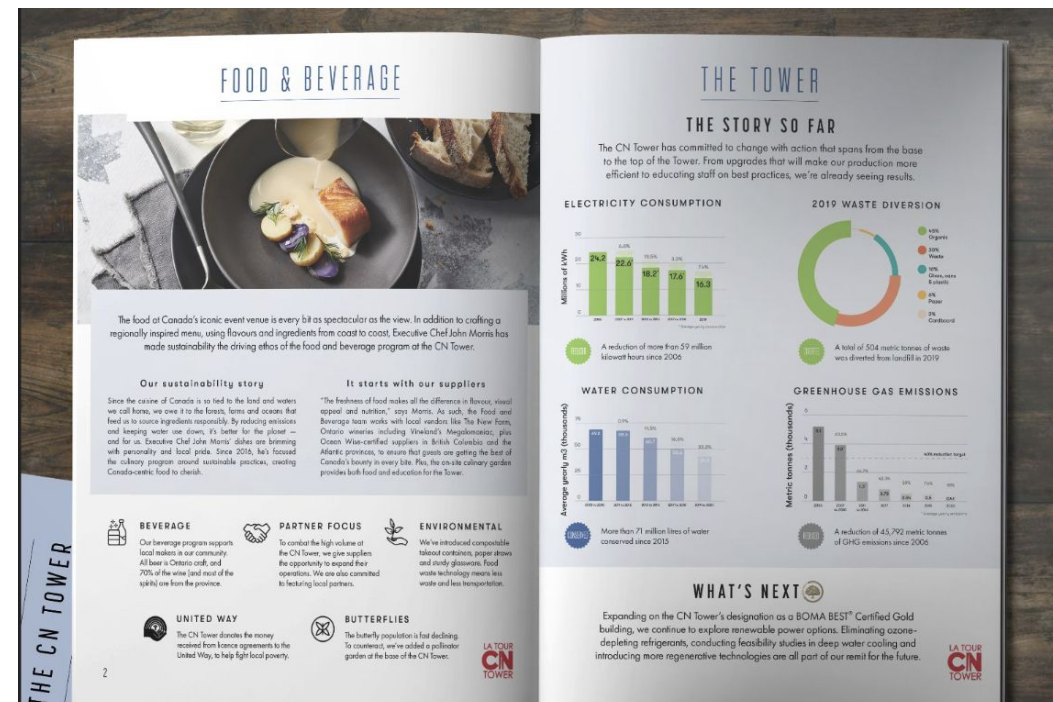 FOOD & BEVERAGE
The food at Canada's iconic event venue is every bit as spectacular as the view. In addition to crafting a
regionally inspired menu, using flavours and ingredients from coast to coast, Executive Chef John Morris has
made sustainability the driving ethos of the food and beverage program at the CN Tower.
Our sustainability story
Since the cuisine of Canada is so tied to the land and waters
we call home, we owe it to the forests, farms and oceans that
feed us to source ingredients responsibly. By reducing emissions
and keeping water use down, it's better for the planet —
and for us. Executive Chef John Morris' dishes are brimming
with personality and local pride. Since 2016, he's focused
the culinary program around sustainable practices, creating
Canada-centric food to cherish.
It starts with our suppliers
"The freshness of food makes all the difference in flavour, visual
appeal and nutrition," says Morris. As such, the Food and
Beverage team works with local vendors like The New Farm,
Ontario wineries including Vineland's Megalomaniac, plus
Ocean Wise-certified suppliers in British Columbia and the
Atlantic provinces, to ensure that guests are getting the best of
Canada's bounty in every bite. Plus, the on-site culinary garden
provides both food and education for the Tower.
BEVERAGE
Our beverage program supports
local makers in our community.
All beer is Ontario craft, and
70% of the wine (and most of the
spirits) are from the province.
PARTNER FOCUS
To combat the high volume at
the CN Tower, we give suppliers
the opportunity to expand their
operations. We are also committed
to featuring local partners.
ENVIRONMENTAL
We've introduced compostable
takeout containers, paper straws
and sturdy glassware. Food
waste technology means less
waste and less transportation.
UNITED WAY
The CN Tower donates the money
received from licence agreements to the
United Way, to help fight local poverty.
BUTTERFLIES
The butterfly population is fast declining.
To counteract, we've added a pollinator
garden at the base of the CN Tower.
2
LA TOUR
CN
TOWER
THE CN TOWER
THE TOWER
THE STORY SO FAR
The CN Tower has committed to change with action that spans from the base
to the top of the Tower. From upgrades that will make our production more
efficient to educating staff on best practices, we're already seeing results.
ELECTRICITY CONSUMPTION
Millions of kWh
30
20
10
0
24.2
22.6
18.2
17.6
16.3
A reduction of more than 59 million
kilowatt hours since 2006
2019 WASTE DIVERSION
Organic
Waste
Glass, cans
& plastic
Paper
Cardboard
A total of 504 metric tonnes of waste
was diverted from landfill in 2019
WATER CONSUMPTION
Average yearly m3 (thousands)
More than 71 million litres of water
conserved since 2015
GREENHOUSE GAS EMISSIONS
Metric tonnes (thousands)
A reduction of 45,792 metric tonnes
of GHG emissions since 2006
WHAT'S NEXT
Expanding on the CN Tower's designation as a BOMA BEST® Certified Gold
building, we continue to explore renewable power options. Eliminating ozone-
depleting refrigerants, conducting feasibility studies in deep water cooling and
introducing more regenerative technologies are all part of our remit for the future.
LA TOUR
CN
TOWER